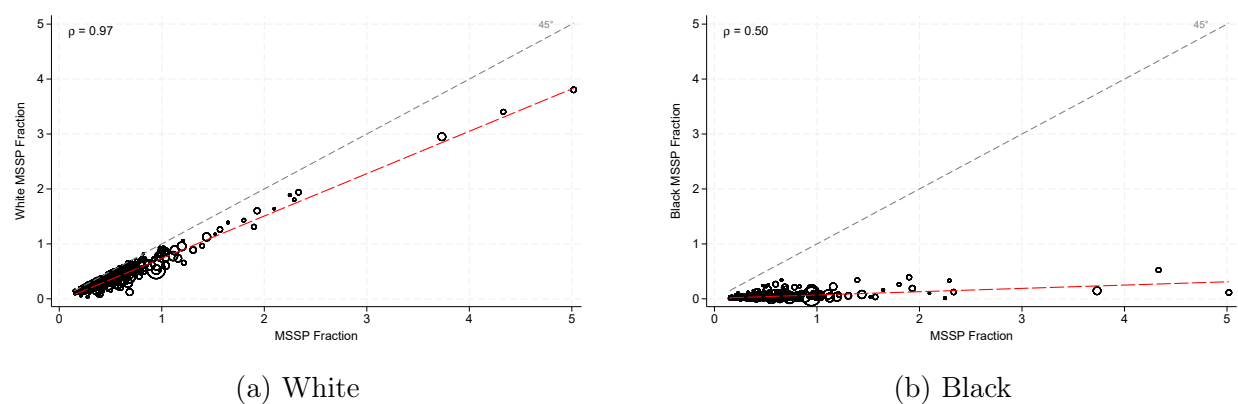 ρ = 0.97
45°
5
4
3
2
1
0
White MSSP Fraction
0 1 2 3 4 5
MSSP Fraction
(a) White
ρ = 0.50
45°
5
4
3
2
1
0
Black MSSP Fraction
0 1 2 3 4 5
MSSP Fraction
(b) Black